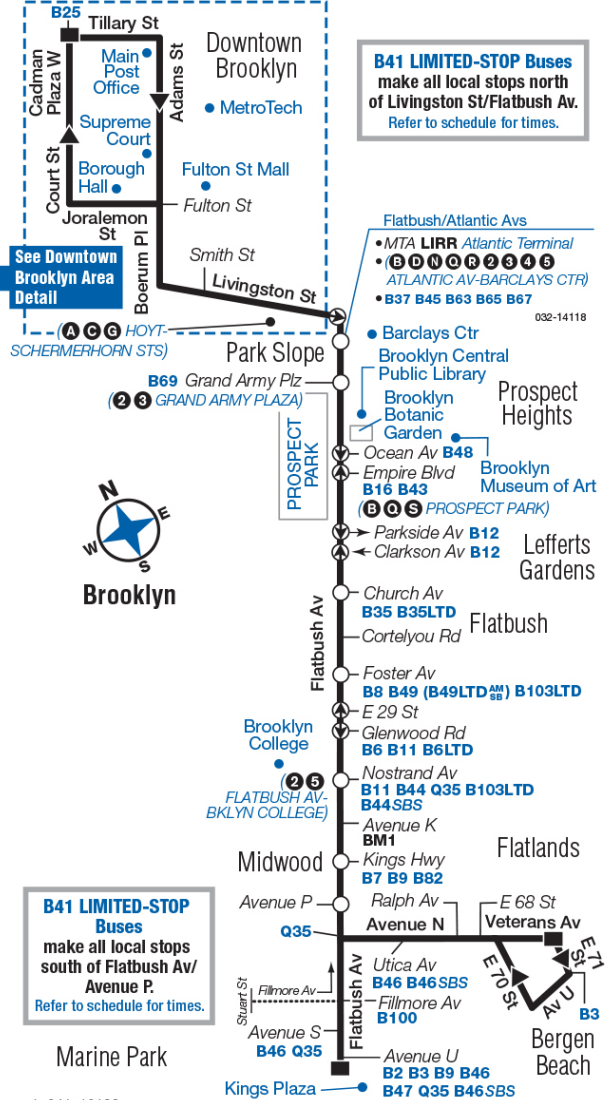 B25
Tillary St
Cadman
Plaza W
Main
Post
Office
Adams St
Downtown
Brooklyn
MetroTech
Supreme
Court
Court St
Borough
Hall
Fulton St Mall
Fulton St
Joralemon
St
Boerum Pl
Smith St
Livingston St
See Downtown
Brooklyn Area
Detail
B41 LIMITED-STOP Buses
make all local stops north
of Livingston St/Flatbush Av.
Refer to schedule for times.
Flatbush/Atlantic Avs
•MTA LIRR Atlantic Terminal
•(B D N Q R 2 3 4 5
ATLANTIC AV-BARCLAYS CTR)
•B37 B45 B63 B65 B67
032-14118
(A C G HOYT-
SCHERMERHORN STS)
Park Slope
Barclays Ctr
Brooklyn Central
Public Library
B69 Grand Army Plz
(2 3 GRAND ARMY PLAZA)
Brooklyn
Botanic
Garden
Prospect
Heights
PROSPECT
PARK
Ocean Av B48
Empire Blvd
B16 B43
(B Q S PROSPECT PARK)
Brooklyn
Museum of Art
N
E
W
S
Brooklyn
Parkside Av B12
Clarkson Av B12
Lefferts
Gardens
Church Av
B35 B35LTD
Flatbush
Flatbush Av
Cortelyou Rd
Foster Av
B8 B49 (B49LTD AM SB) B103LTD
E 29 St
Glenwood Rd
B6 B11 B6LTD
Brooklyn
College
(2 5
FLATBUSH AV-
BKLYN COLLEGE)
Nostrand Av
B11 B44 Q35 B103LTD
B44SBS
Avenue K
BM1
Flatlands
Midwood
Kings Hwy
B7 B9 B82
Avenue P
Ralph Av
E 68 St
Q35
Avenue N
Veterans Av
B41 LIMITED-STOP
Buses
make all local stops
south of Flatbush Av/
Avenue P.
Refer to schedule for times.
Utica Av
B46 B46SBS
E 70 St
E 71
St
Av U
B3
Stuart St
Fillmore Av
Flatbush Av
Fillmore Av
B100
Avenue S
B46 Q35
Bergen
Beach
Marine Park
Avenue U
B2 B3 B9 B46
B47 Q35 B46SBS
Kings Plaza